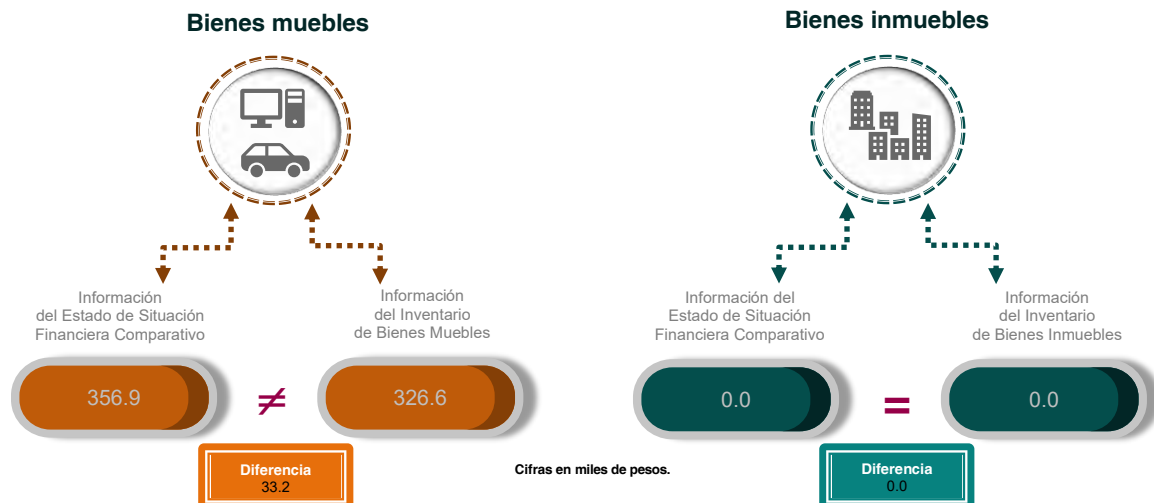 Bienes muebles
Información
del Estado de Situación
Financiera Comparativo
Información
del Inventario
de Bienes Muebles
356.9
≠
326.6
Diferencia
33.2
Cifras en miles de pesos.
Bienes inmuebles
Información del
Estado de Situación
Financiera Comparativo
Información
del Inventario
de Bienes Inmuebles
0.0
=
0.0
Diferencia
0.0